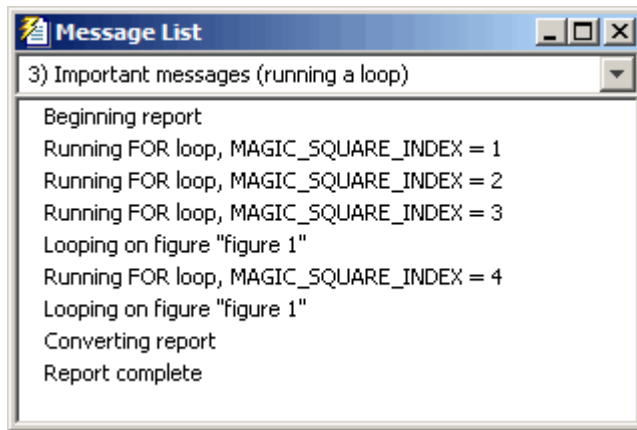 Message List
3) Important messages (running a loop)
Beginning report
Running FOR loop, MAGIC_SQUARE_INDEX = 1
Running FOR loop, MAGIC_SQUARE_INDEX = 2
Running FOR loop, MAGIC_SQUARE_INDEX = 3
Looping on figure "figure 1"
Running FOR loop, MAGIC_SQUARE_INDEX = 4
Looping on figure "figure 1"
Converting report
Report complete